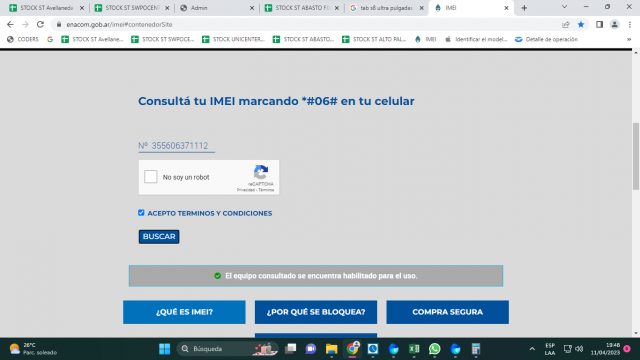 STOCK ST Avellaneda
STOCK ST SWPOCENT
Admin
STOCK ST ABASTO
tab s8 ultra pulgadas
IMEI
enacom.gob.ar/imei#contenedorSite
CODERS
STOCK ST Avellane...
STOCK ST SWPOCE...
STOCK UNICENTER...
STOCK ST ABASTO...
STOCK ST ALTO PAL...
IMEI
Identificar el model...
Detalle de operación
Consultá tu IMEI marcando *#06# en tu celular
Nº 355606371112
No soy un robot
reCAPTCHA
Privacidad - Términos
ACEPTO TERMINOS Y CONDICIONES
BUSCAR
El equipo consultado se encuentra habilitado para el uso.
¿QUÉ ES IMEI?
¿POR QUÉ SE BLOQUEA?
COMPRA SEGURA
26°C
Parc. soleado
Búsqueda
ESP
LAA
19:46
11/04/2023